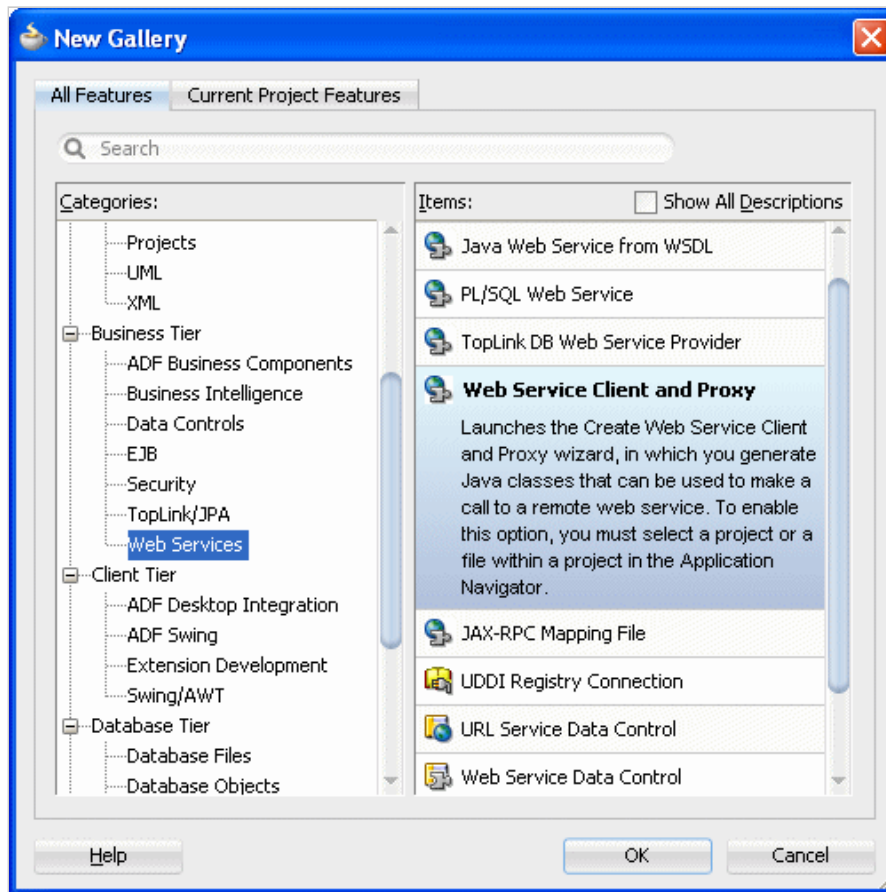 New Gallery
All Features
Current Project Features
Search
Categories:
Projects
UML
XML
Business Tier
ADF Business Components
Business Intelligence
Data Controls
EJB
Security
TopLink/JPA
Web Services
Client Tier
ADF Desktop Integration
ADF Swing
Extension Development
Swing/AWT
Database Tier
Database Files
Database Objects
Items:
Show All Descriptions
Java Web Service from WSDL
PL/SQL Web Service
TopLink DB Web Service Provider
Web Service Client and Proxy
Launches the Create Web Service Client
and Proxy wizard, in which you generate
Java classes that can be used to make a
call to a remote web service. To enable
this option, you must select a project or a
file within a project in the Application
Navigator.
JAX-RPC Mapping File
UDDI Registry Connection
URL Service Data Control
Web Service Data Control
Help
OK
Cancel